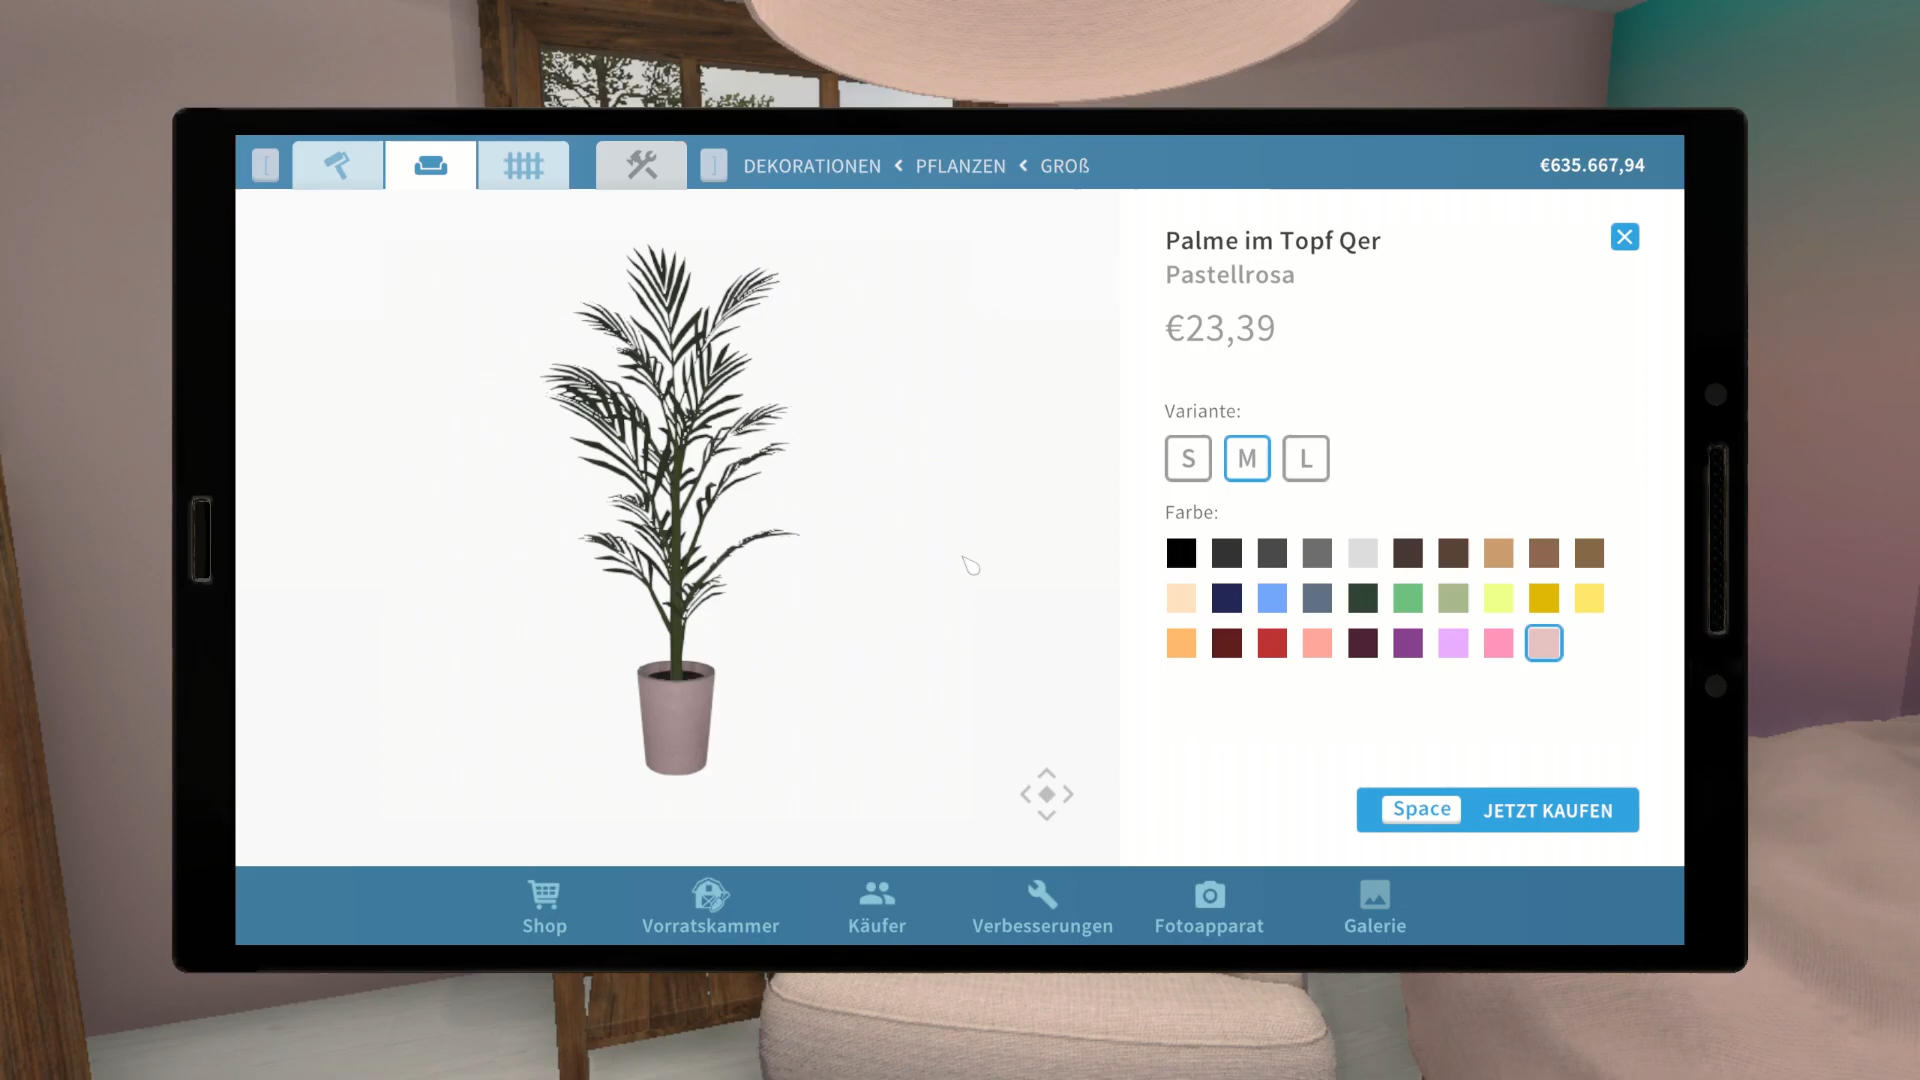 [
]
DEKORATIONEN < PFLANZEN < GROß
€635.667,94
Palme im Topf Qer
Pastellrosa
€23,39
Variante:
S M L
Farbe:
Space JETZT KAUFEN
Shop
Vorratskammer
Käufer
Verbesserungen
Fotoapparat
Galerie